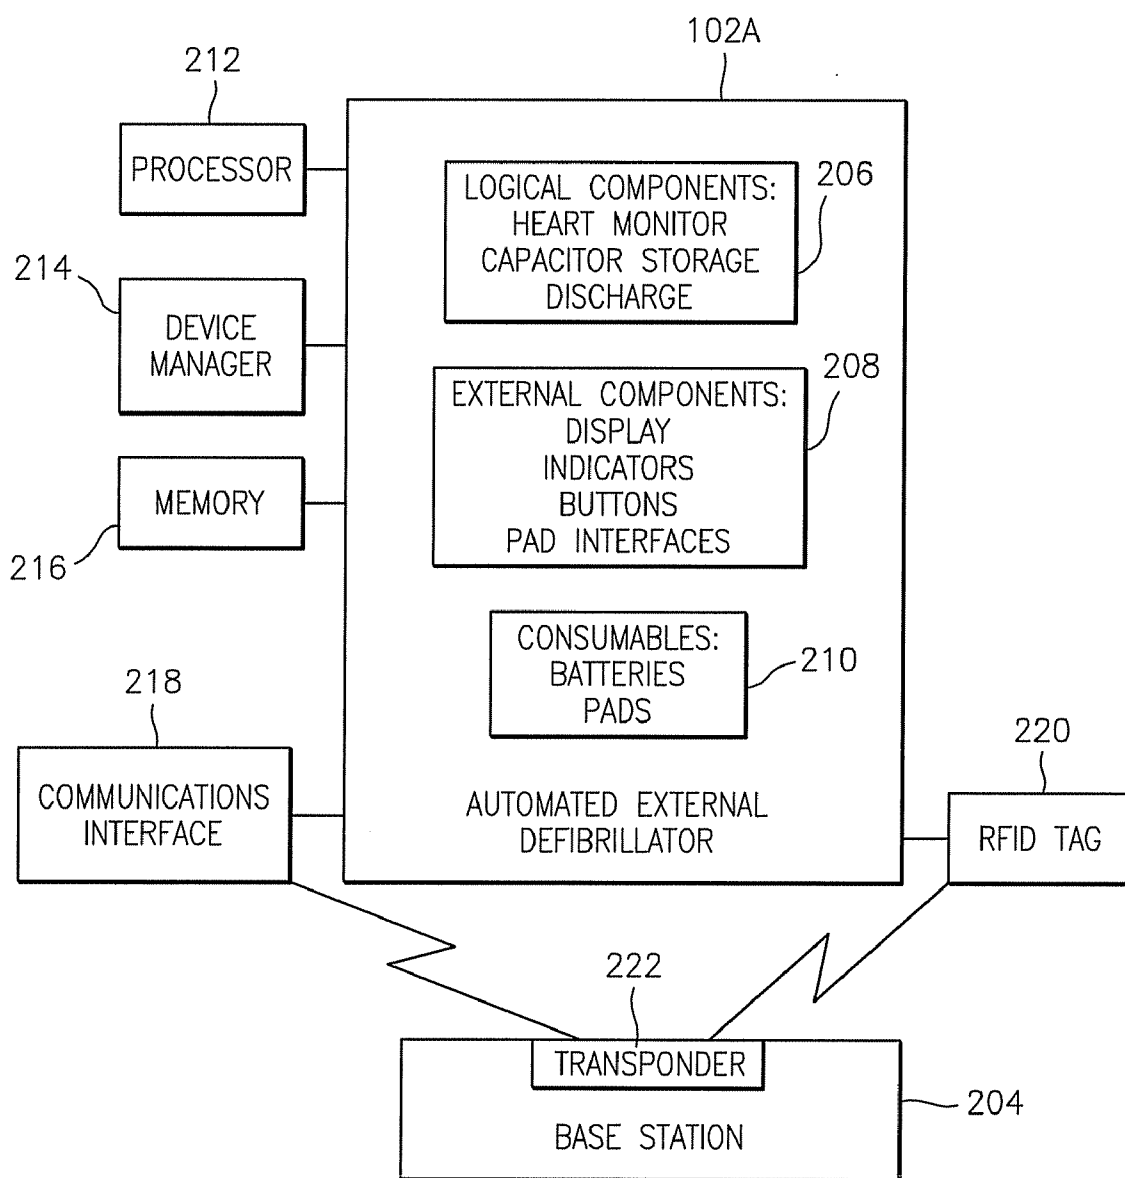 102A
212
PROCESSOR
LOGICAL COMPONENTS:
HEART MONITOR
CAPACITOR STORAGE
DISCHARGE
206
214
DEVICE
MANAGER
EXTERNAL COMPONENTS:
DISPLAY
INDICATORS
BUTTONS
PAD INTERFACES
208
MEMORY
216
CONSUMABLES:
BATTERIES
PADS
210
218
COMMUNICATIONS
INTERFACE
AUTOMATED EXTERNAL
DEFIBRILLATOR
220
RFID TAG
222
TRANSPONDER
BASE STATION
204